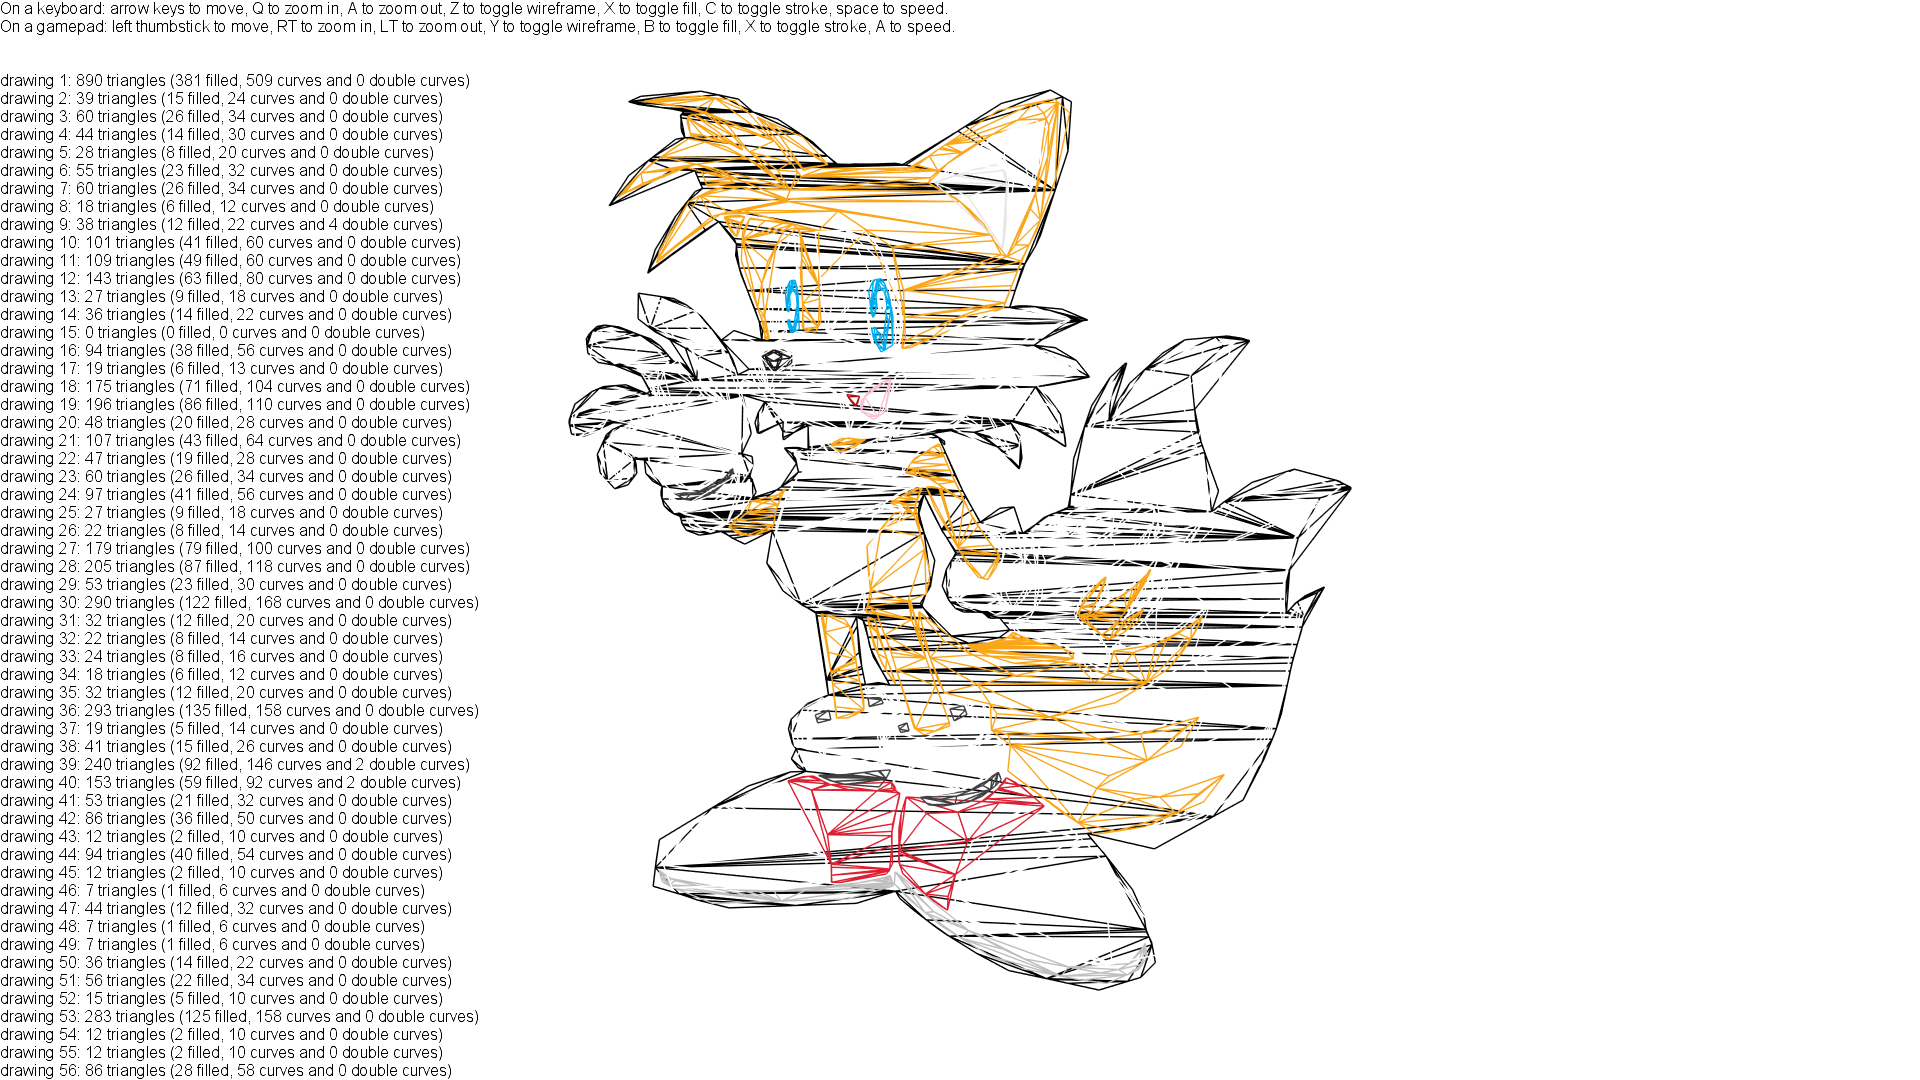 On a keyboard: arrow keys to move, Q to zoom in, A to zoom out, Z to toggle wireframe, X to toggle fill, C to toggle stroke, space to speed.
On a gamepad: left thumbstick to move, RT to zoom in, LT to zoom out, Y to toggle wireframe, B to toggle fill, X to toggle stroke, A to speed.
drawing 1: 890 triangles (381 filled, 509 curves and 0 double curves)
drawing 2: 39 triangles (15 filled, 24 curves and 0 double curves)
drawing 3: 60 triangles (26 filled, 34 curves and 0 double curves)
drawing 4: 44 triangles (14 filled, 30 curves and 0 double curves)
drawing 5: 28 triangles (8 filled, 20 curves and 0 double curves)
drawing 6: 55 triangles (23 filled, 32 curves and 0 double curves)
drawing 7: 60 triangles (26 filled, 34 curves and 0 double curves)
drawing 8: 18 triangles (6 filled, 12 curves and 0 double curves)
drawing 9: 38 triangles (12 filled, 22 curves and 4 double curves)
drawing 10: 101 triangles (41 filled, 60 curves and 0 double curves)
drawing 11: 109 triangles (49 filled, 60 curves and 0 double curves)
drawing 12: 143 triangles (63 filled, 80 curves and 0 double curves)
drawing 13: 27 triangles (9 filled, 18 curves and 0 double curves)
drawing 14: 36 triangles (14 filled, 22 curves and 0 double curves)
drawing 15: 0 triangles (0 filled, 0 curves and 0 double curves)
drawing 16: 94 triangles (38 filled, 56 curves and 0 double curves)
drawing 17: 19 triangles (6 filled, 13 curves and 0 double curves)
drawing 18: 175 triangles (71 filled, 104 curves and 0 double curves)
drawing 19: 196 triangles (86 filled, 110 curves and 0 double curves)
drawing 20: 48 triangles (20 filled, 28 curves and 0 double curves)
drawing 21: 107 triangles (43 filled, 64 curves and 0 double curves)
drawing 22: 47 triangles (19 filled, 28 curves and 0 double curves)
drawing 23: 60 triangles (26 filled, 34 curves and 0 double curves)
drawing 24: 97 triangles (41 filled, 56 curves and 0 double curves)
drawing 25: 27 triangles (9 filled, 18 curves and 0 double curves)
drawing 26: 22 triangles (8 filled, 14 curves and 0 double curves)
drawing 27: 179 triangles (79 filled, 100 curves and 0 double curves)
drawing 28: 205 triangles (87 filled, 118 curves and 0 double curves)
drawing 29: 53 triangles (23 filled, 30 curves and 0 double curves)
drawing 30: 290 triangles (122 filled, 168 curves and 0 double curves)
drawing 31: 32 triangles (12 filled, 20 curves and 0 double curves)
drawing 32: 22 triangles (8 filled, 14 curves and 0 double curves)
drawing 33: 24 triangles (8 filled, 16 curves and 0 double curves)
drawing 34: 18 triangles (6 filled, 12 curves and 0 double curves)
drawing 35: 32 triangles (12 filled, 20 curves and 0 double curves)
drawing 36: 293 triangles (135 filled, 158 curves and 0 double curves)
drawing 37: 19 triangles (5 filled, 14 curves and 0 double curves)
drawing 38: 41 triangles (15 filled, 26 curves and 0 double curves)
drawing 39: 240 triangles (92 filled, 146 curves and 2 double curves)
drawing 40: 153 triangles (59 filled, 92 curves and 2 double curves)
drawing 41: 53 triangles (21 filled, 32 curves and 0 double curves)
drawing 42: 86 triangles (36 filled, 50 curves and 0 double curves)
drawing 43: 12 triangles (2 filled, 10 curves and 0 double curves)
drawing 44: 94 triangles (40 filled, 54 curves and 0 double curves)
drawing 45: 12 triangles (2 filled, 10 curves and 0 double curves)
drawing 46: 7 triangles (1 filled, 6 curves and 0 double curves)
drawing 47: 44 triangles (12 filled, 32 curves and 0 double curves)
drawing 48: 7 triangles (1 filled, 6 curves and 0 double curves)
drawing 49: 7 triangles (1 filled, 6 curves and 0 double curves)
drawing 50: 36 triangles (14 filled, 22 curves and 0 double curves)
drawing 51: 56 triangles (22 filled, 34 curves and 0 double curves)
drawing 52: 15 triangles (5 filled, 10 curves and 0 double curves)
drawing 53: 283 triangles (125 filled, 158 curves and 0 double curves)
drawing 54: 12 triangles (2 filled, 10 curves and 0 double curves)
drawing 55: 12 triangles (2 filled, 10 curves and 0 double curves)
drawing 56: 86 triangles (28 filled, 58 curves and 0 double curves)